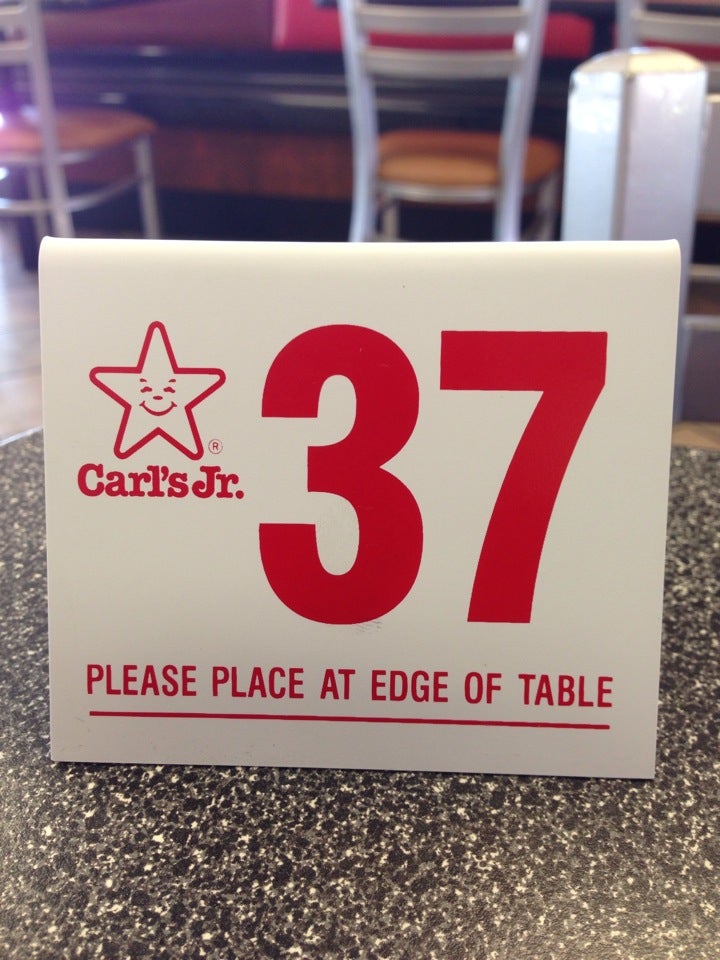 37
®
Carl's Jr.
PLEASE PLACE AT EDGE OF TABLE